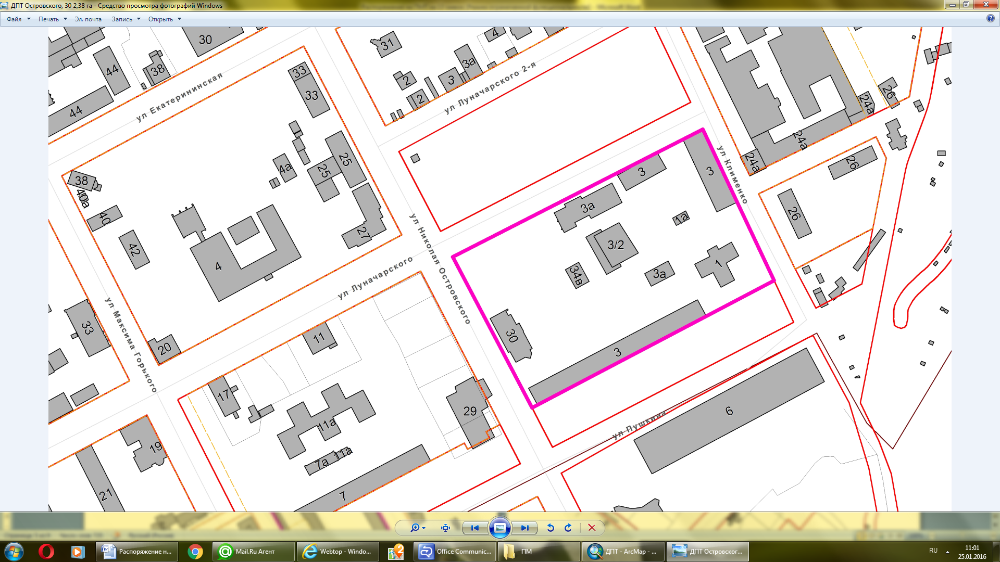 ДПТ Островского, 30 2,38 га - Средство просмотра фотографий Windows
Файл Печать Эл. почта Запись Открыть
30
31
4
44
38
3а
33
2
3
26
ул Екатерининская
ул Луначарского 2-я
33
2
24а
44
24а
25
25
4а
3
3
24а
26
ул Клименко
38
40а
40
3а
1а
26
27
42
4
3/2
1
34в
3а
ул Николая Островского
ул Луначарского
ул Максима Горького
33
11
30
20
3
17
29
6
11а
ул Пушкина
19
7а
11а
21
7
Распоряжение н...
Mail.Ru Агент
Webtop - Windo...
Office Communic...
ПМ
ДПТ - ArcMap - ...
ДПТ Островског...
RU
11:01
25.01.2016